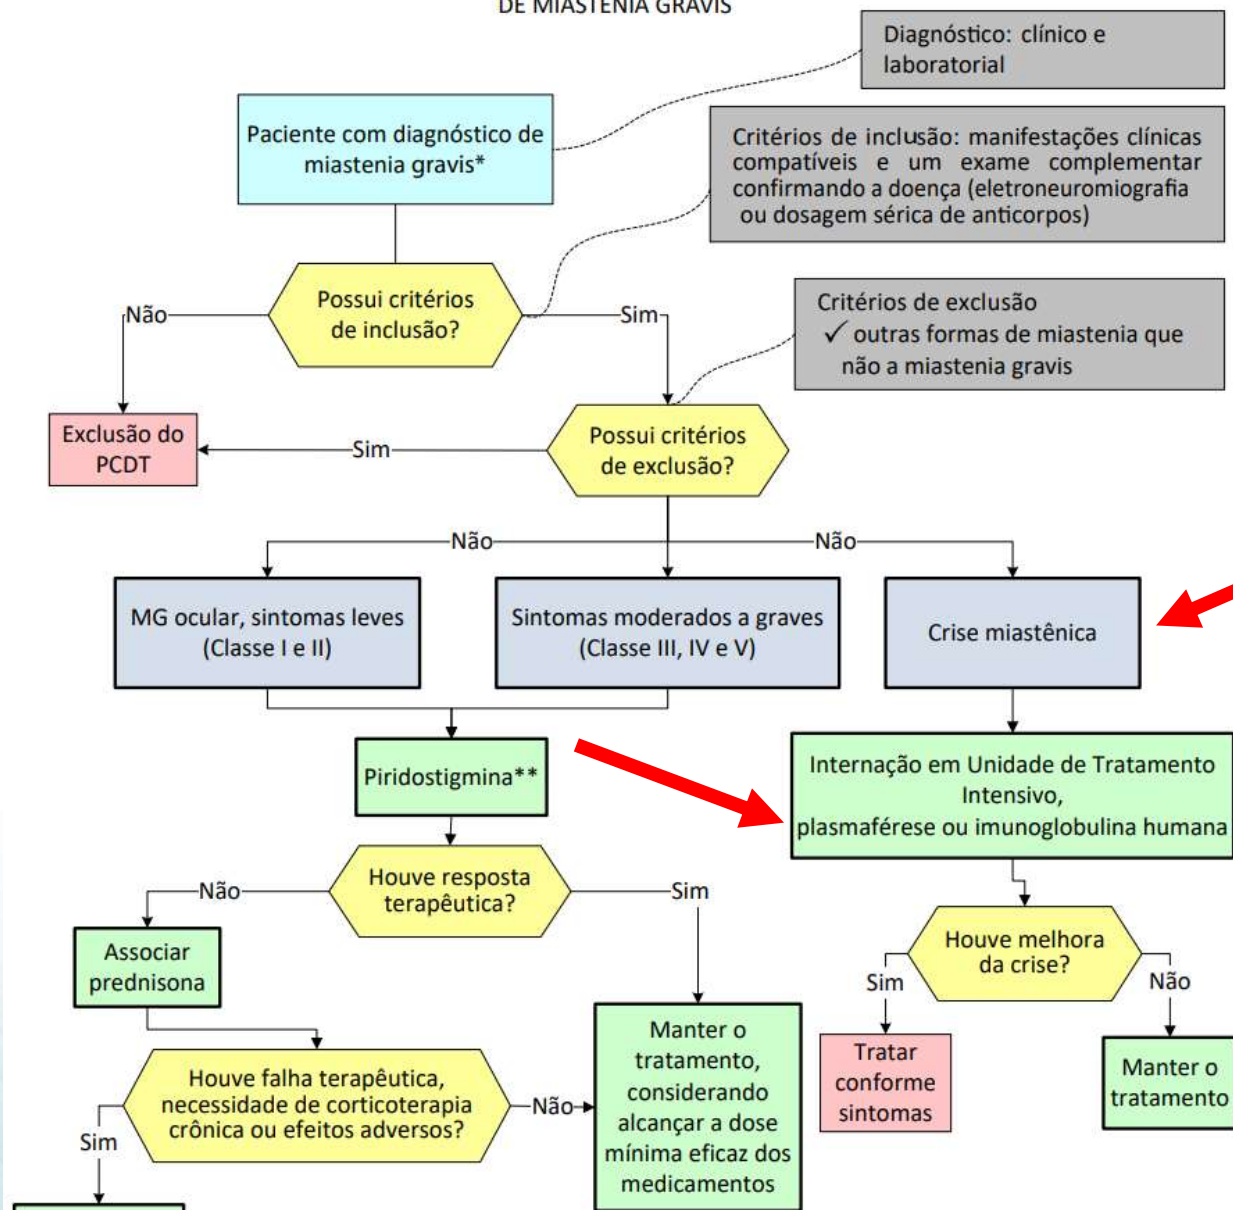 DE MIASTENIA GRAVIS
Diagnóstico: clínico e
laboratorial
Paciente com diagnóstico de
miastenia gravis*
Critérios de inclusão: manifestações clínicas
compatíveis e um exame complementar
confirmando a doença (eletroneuromiografia
ou dosagem sérica de anticorpos)
Possui critérios
de inclusão?
Não
Sim
Critérios de exclusão
✓ outras formas de miastenia que
não a miastenia gravis
Exclusão do
PCDT
Sim
Possui critérios
de exclusão?
Não
Não
MG ocular, sintomas leves
(Classe I e II)
Sintomas moderados a graves
(Classe III, IV e V)
Crise miastênica
Piridostigmina**
Internação em Unidade de Tratamento
Intensivo,
plasmaférese ou imunoglobulina humana
Houve resposta
terapêutica?
Não
Sim
Associar
prednisona
Houve melhora
da crise?
Sim
Não
Manter o
tratamento,
considerando
alcançar a dose
mínima eficaz dos
medicamentos
Tratar
conforme
sintomas
Manter o
tratamento
Houve falha terapêutica,
necessidade de corticoterapia
crônica ou efeitos adversos?
Não
Sim